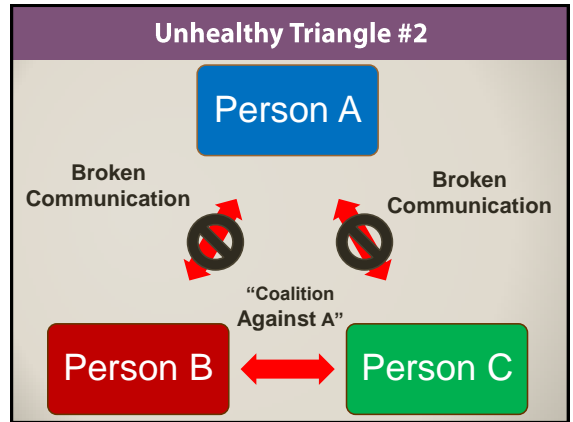 Unhealthy Triangle #2
Person A
Broken
Communication
Broken
Communication
“Coalition
Against A”
Person B
Person C